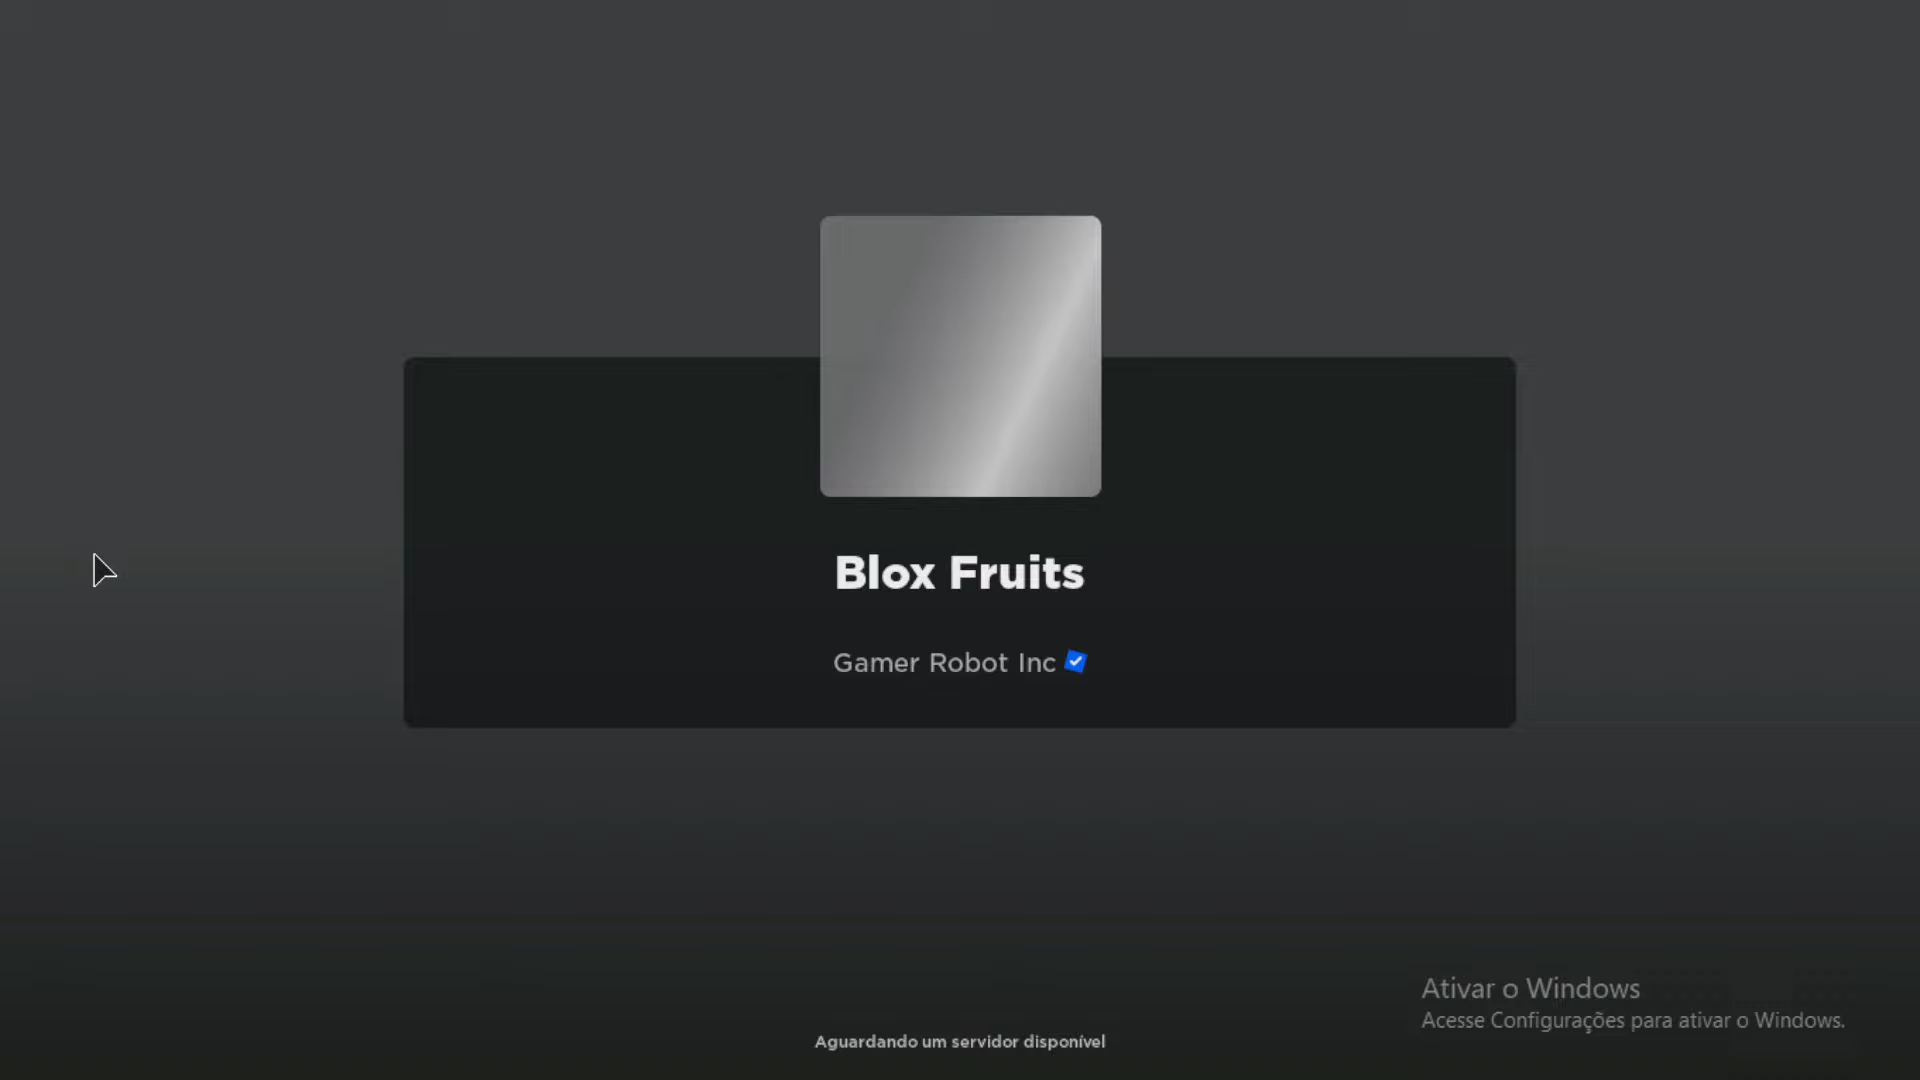 Blox Fruits
Gamer Robot Inc
Ativar o Windows
Acesse Configurações para ativar o Windows.
Aguardando um servidor disponível